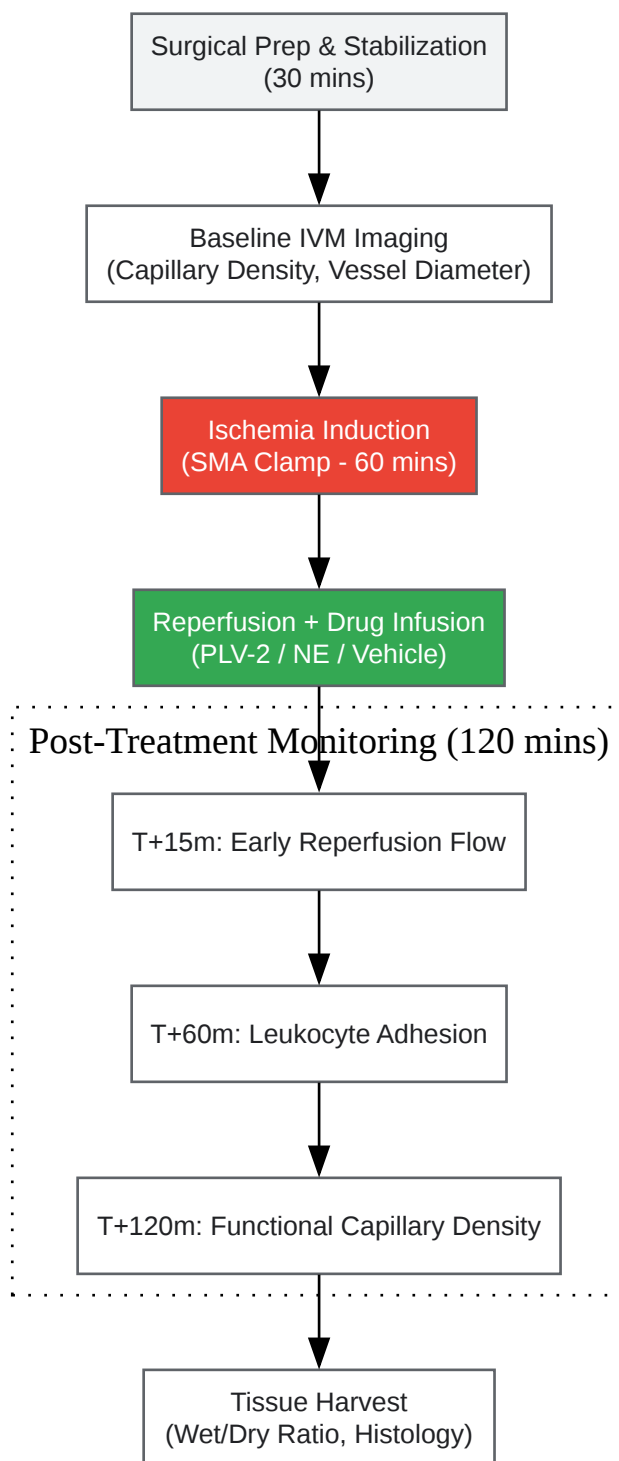 Surgical Prep & Stabilization
(30 mins)
Baseline IVM Imaging
(Capillary Density, Vessel Diameter)
Ischemia Induction
(SMA Clamp - 60 mins)
Reperfusion + Drug Infusion
(PLV-2 / NE / Vehicle)
Post-Treatment Monitoring (120 mins)
T+15m: Early Reperfusion Flow
T+60m: Leukocyte Adhesion
T+120m: Functional Capillary Density
Tissue Harvest
(Wet/Dry Ratio, Histology)